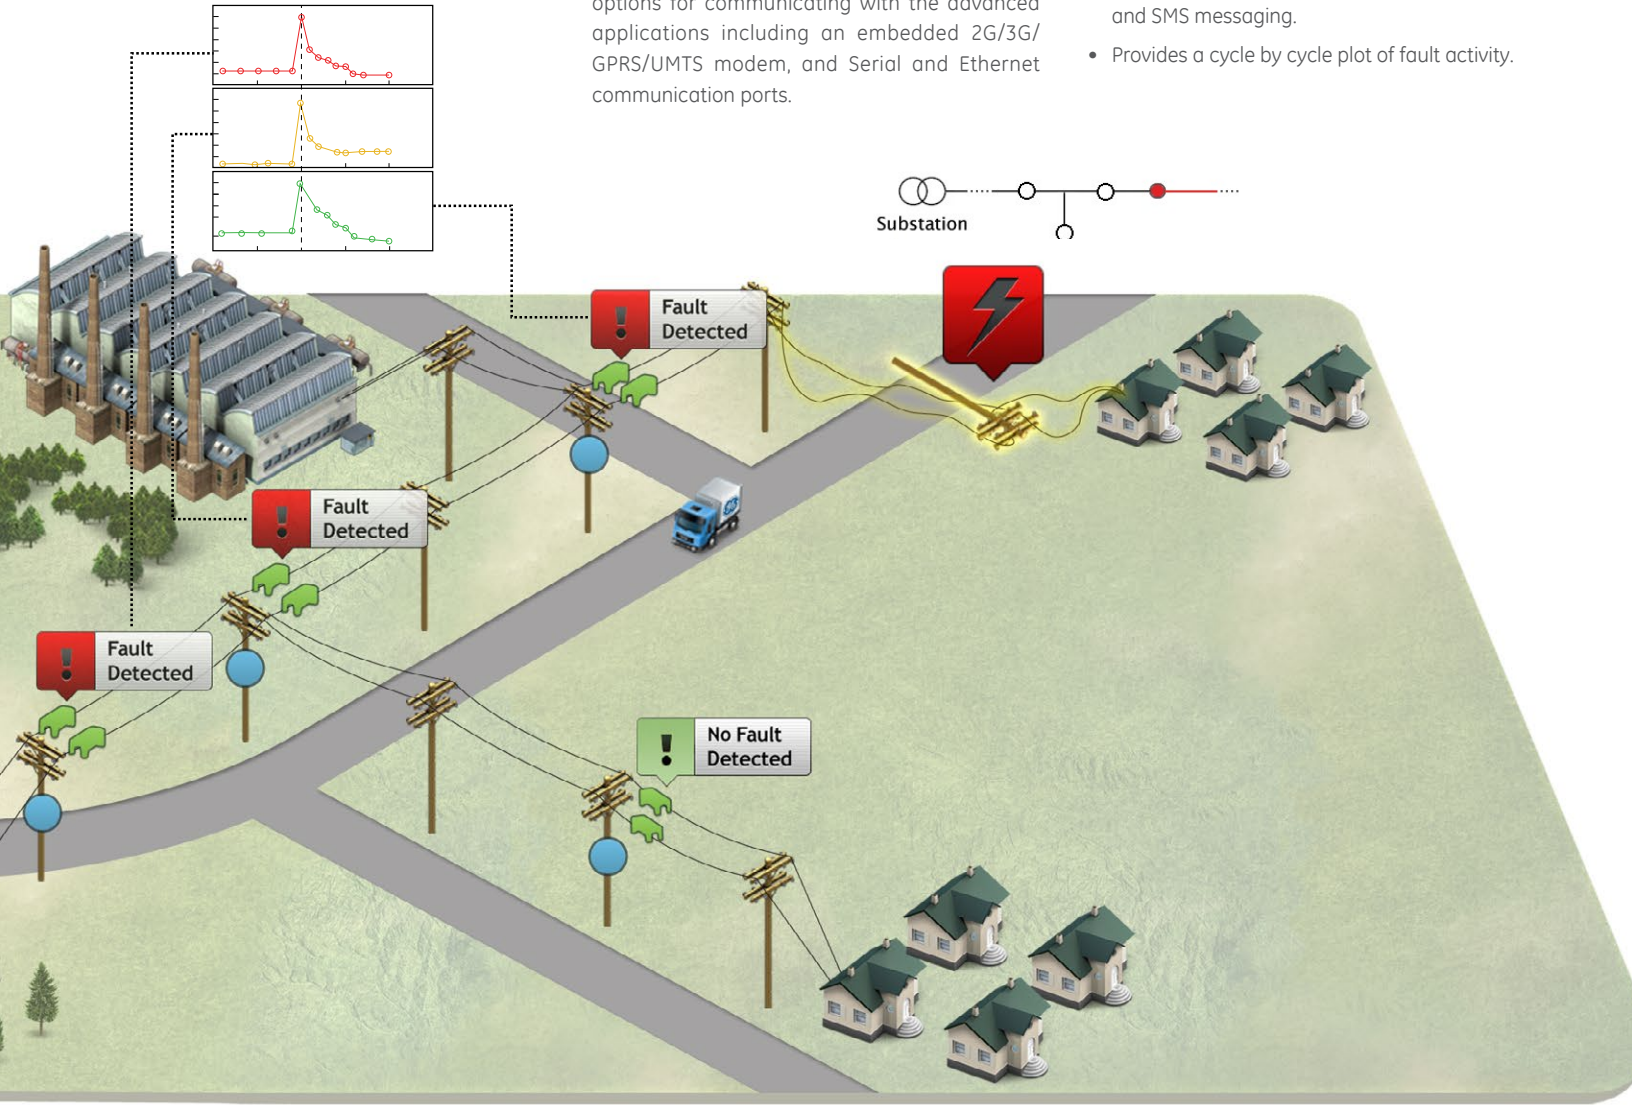 options for communicating with the advanced
applications including an embedded 2G/3G/
GPRS/UMTS modem, and Serial and Ethernet
communication ports.
and SMS messaging.
• Provides a cycle by cycle plot of fault activity.
Substation
Fault
Detected
Fault
Detected
Fault
Detected
No Fault
Detected